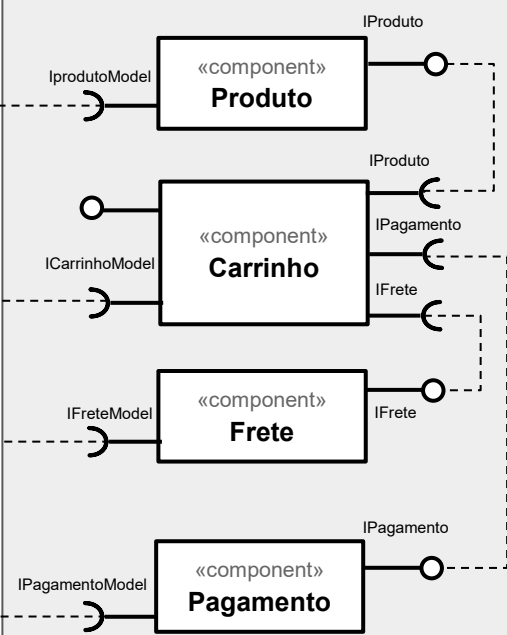 IProduto
IprodutoModel
«component»
Produto
IProduto
IPagamento
«component»
Carrinho
ICarrinhoModel
IFrete
«component»
Frete
IFreteModel
IFrete
IPagamento
«component»
Pagamento
IPagamentoModel